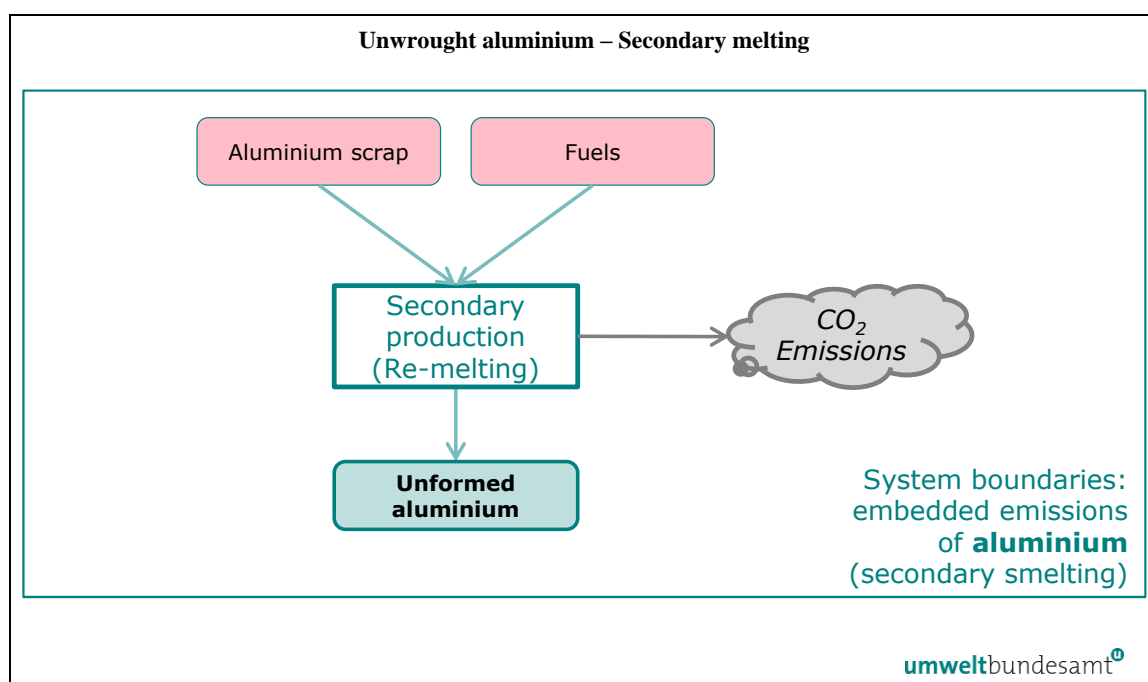 Unwrought aluminium – Secondary melting
Aluminium scrap
Fuels
Secondary
production
(Re-melting)
CO₂
Emissions
Unformed
aluminium
System boundaries:
embedded emissions
of aluminium
(secondary smelting)
umweltbundesamt u